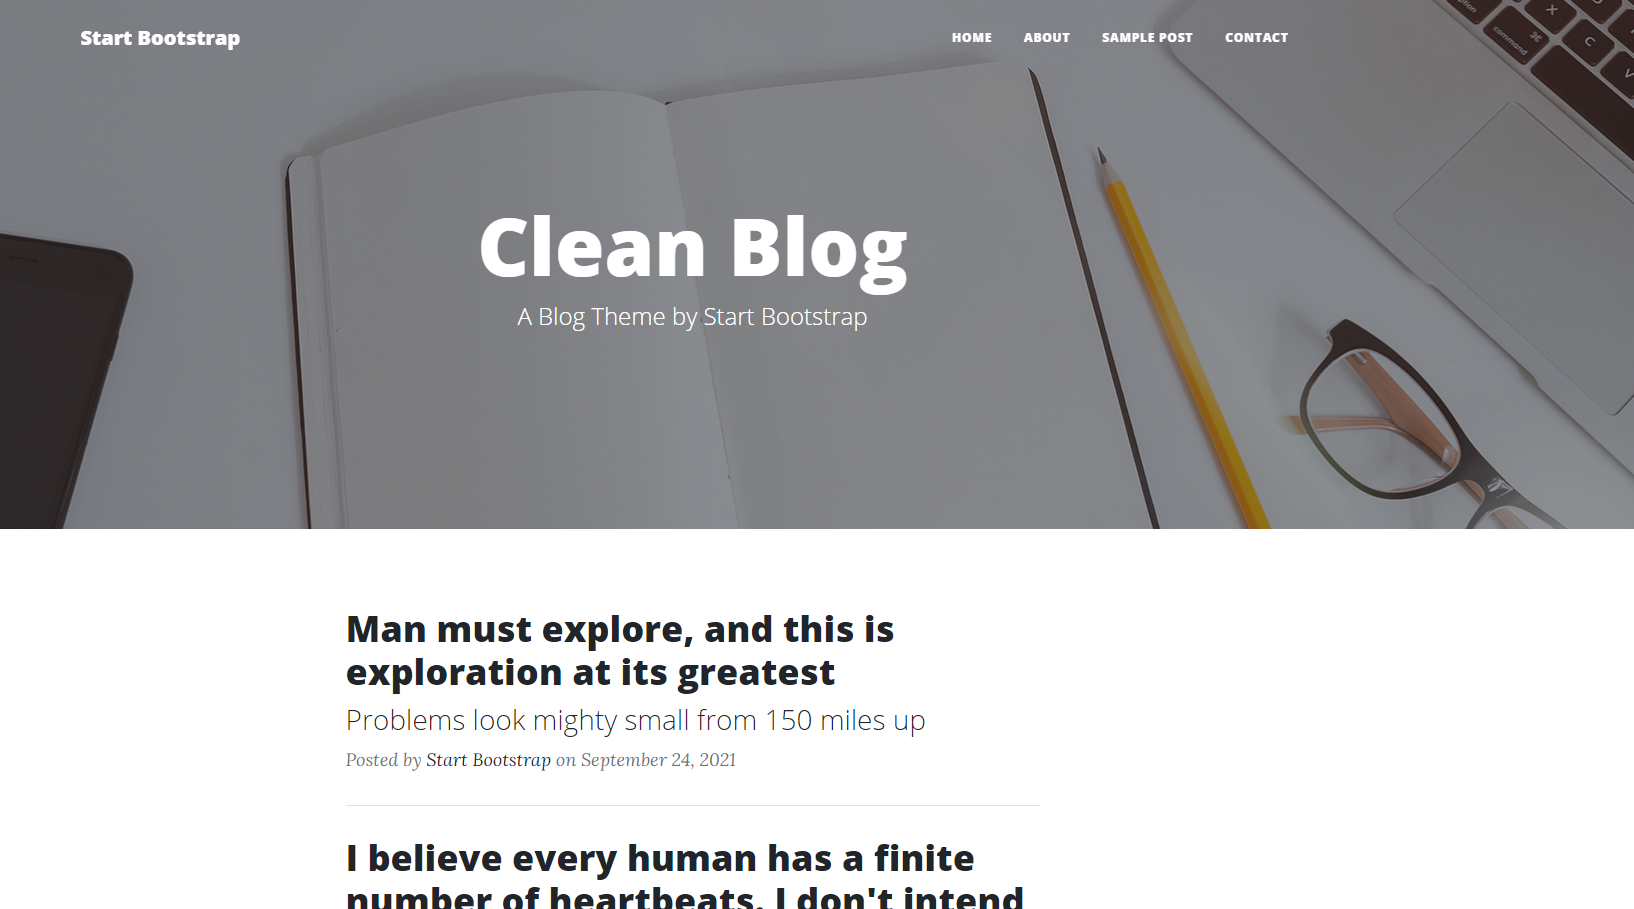 Start Bootstrap
HOME ABOUT SAMPLE POST CONTACT
option
command
X
C
V
Clean Blog
A Blog Theme by Start Bootstrap
Man must explore, and this is
exploration at its greatest
Problems look mighty small from 150 miles up
Posted by Start Bootstrap on September 24, 2021
I believe every human has a finite
number of heartbeats. I don't intend